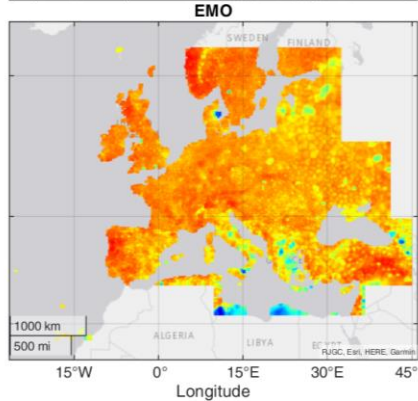 EMO
SWEDEN
FINLAND
1000 km
500 mi
ALGERIA
LIBYA
EGYPT
FJGC, Esri, HERE, Garmin
15°W
0°
15°E
30°E
45°
Longitude